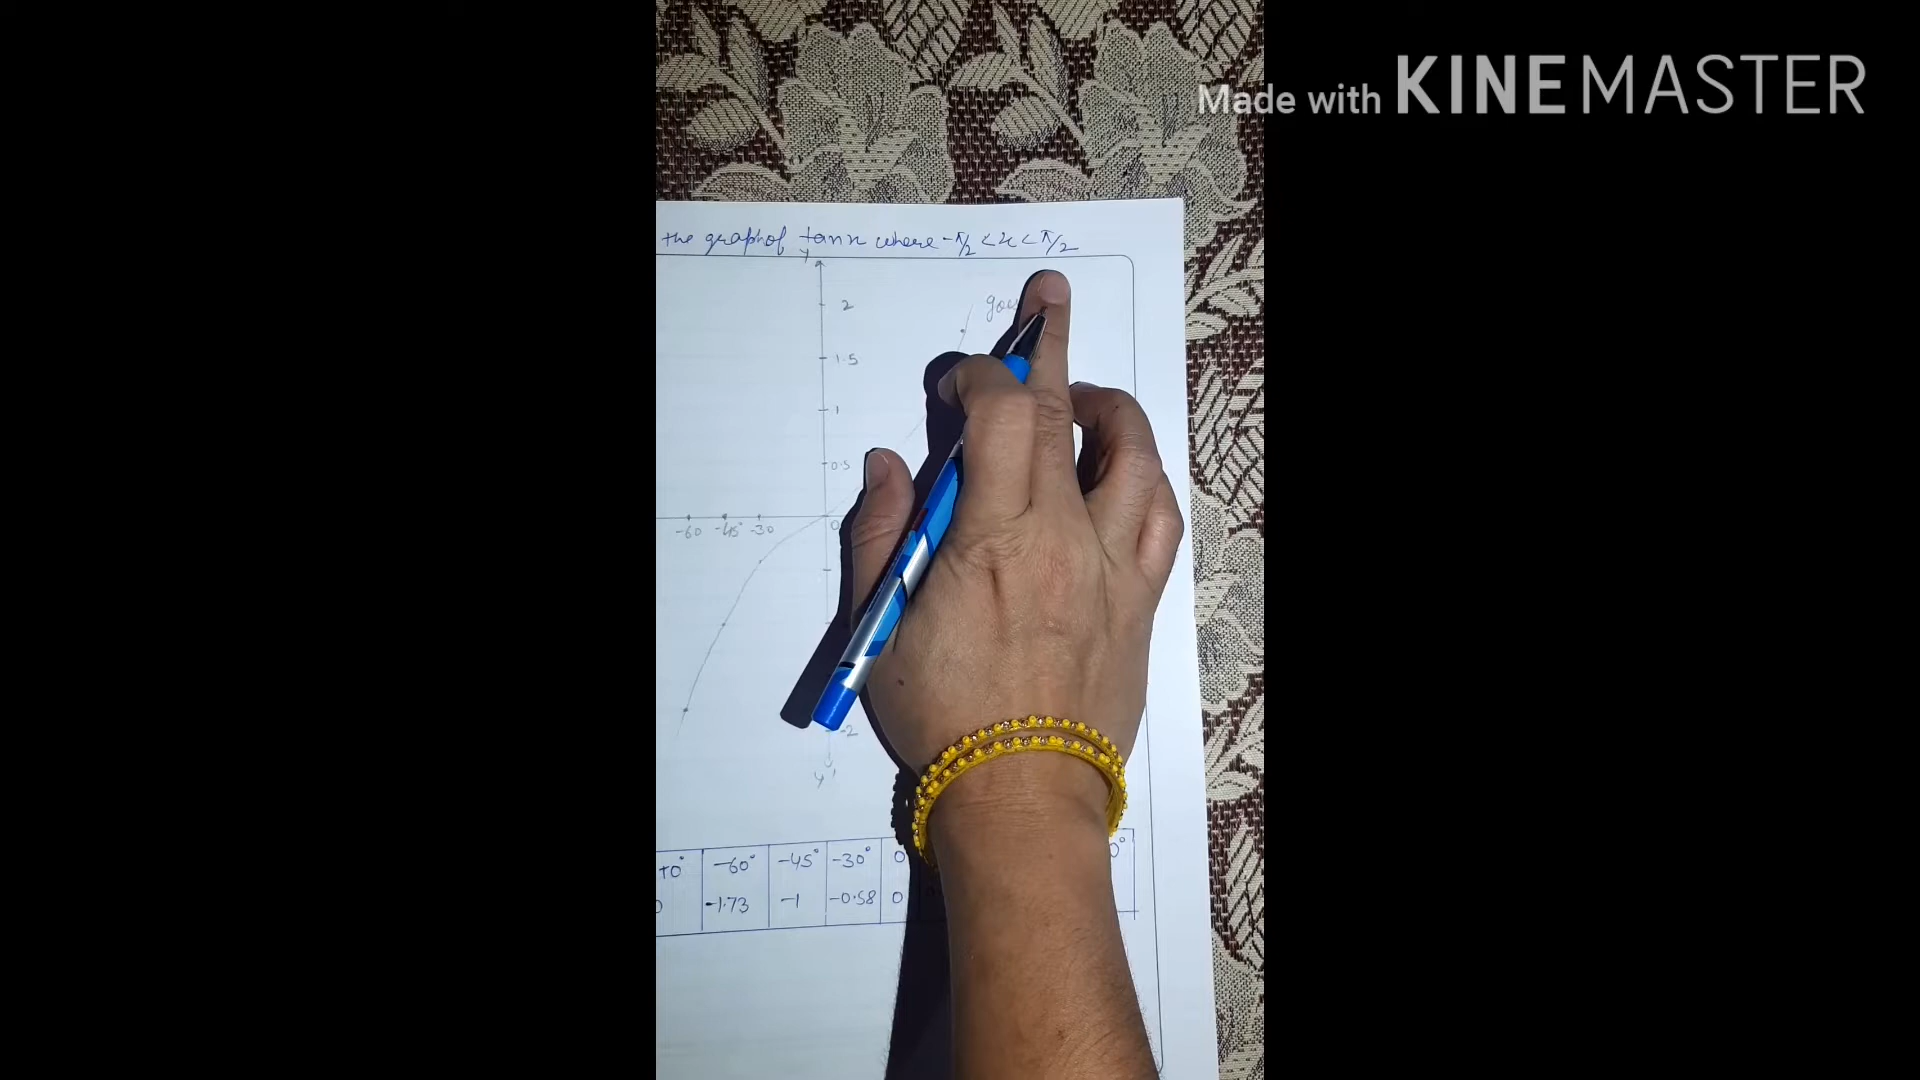 Made with KINEMASTER
the graph of tan x where -π/2 < x < π/2
y
2
1.5
1
0.5
-60 -45° -30 0
-2
y'
-60° -45° -30° 0
-1.73 -1 -0.58 0